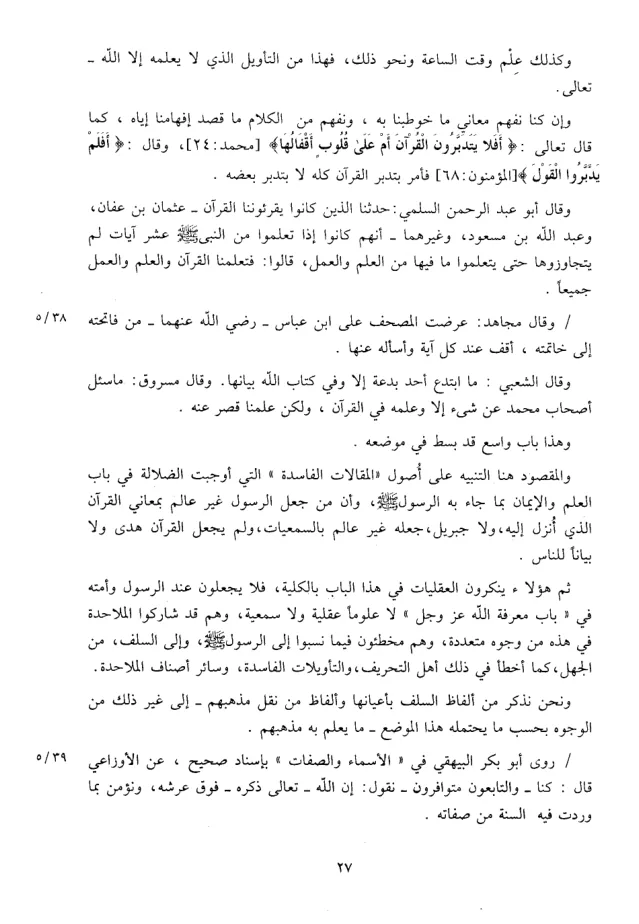 وكذلك عِلْم وقت الساعة ونحو ذلك، فهذا من التأويل الذي لا يعلمه إلا اللّه ـ
تعالى.
وإن كنا نفهم معاني ما خوطبنا به ، ونفهم من الكلام ما قصد إفهامنا إياه ، كما
قال تعالى :﴿ أَفَلا يَتَدَبَّرُونَ الْقُرْآنَ أَمْ عَلَىٰ قُلُوبٍ أَقْفَالُهَا﴾ [محمد:٢٤]، وقال :﴿ أَفَلَمْ
يَدَّبَّرُوا الْقَوْلَ ﴾[المؤمنون:٦٨] فأمر بتدبر القرآن كله لا بتدبر بعضه .
وقال أبو عبد الرحمن السلمي:حدثنا الذين كانوا يقرئوننا القرآن ـ عثمان بن عفان،
وعبد اللّه بن مسعود، وغيرهما ـ أنهم كانوا إذا تعلموا من النبىﷺ عشر آيات لم
يتجاوزوها حتى يتعلموا ما فيها من العلم والعمل، قالوا: فتعلمنا القرآن والعلم والعمل
جميعاً .
/ وقال مجاهد: عرضت المصحف على ابن عباس ـ رضي اللّه عنهما ـ من فاتحته ٥/٣٨
إلى خاتمته ، أقف عند كل آية وأسأله عنها .
وقال الشعبي : ما ابتدع أحد بدعة إلا وفي كتاب اللّه بيانها. وقال مسروق: ماسئل
أصحاب محمد عن شىء إلا وعلمه في القرآن ، ولكن علمنا قصر عنه .
وهذا باب واسع قد بسط في موضعه .
والمقصود هنا التنبيه على أُصول «المقالات الفاسدة » التي أوجبت الضلالة في باب
العلم والإيمان بما جاء به الرسولﷺ، وأن من جعل الرسول غير عالم بمعاني القرآن
الذي أُنزل إليه،ولا جبريل،جعله غير عالم بالسمعيات،ولم يجعل القرآن هدى ولا
بياناً للناس .
ثم هؤلا ء ينكرون العقليات في هذا الباب بالكلية، فلا يجعلون عند الرسول وأمته
في « باب معرفة اللّه عز وجل » لا علوماً عقلية ولا سمعية، وهم قد شاركوا الملاحدة
في هذه من وجوه متعددة، وهم مخطئون فيما نسبوا إلى الرسولﷺ، وإلى السلف، من
الجهل،كما أخطأ في ذلك أهل التحريف،والتأويلات الفاسدة، وسائر أصناف الملاحدة.
ونحن نذكر من ألفاظ السلف بأعيانها وألفاظ من نقل مذهبهم ـ إلى غير ذلك من
الوجوه بحسب ما يحتمله هذا الموضع ـ ما يعلم به مذهبهم .
/ روى أبو بكر البيهقي في « الأسماء والصفات » بإسناد صحيح ، عن الأوزاعي ٥/٣٩
قال : كنا ـ والتابعون متوافرون ـ نقول: إن اللّه ـ تعالى ذكره ـ فوق عرشه، ونؤمن بما
وردت فيه السنة من صفاته .
٢٧